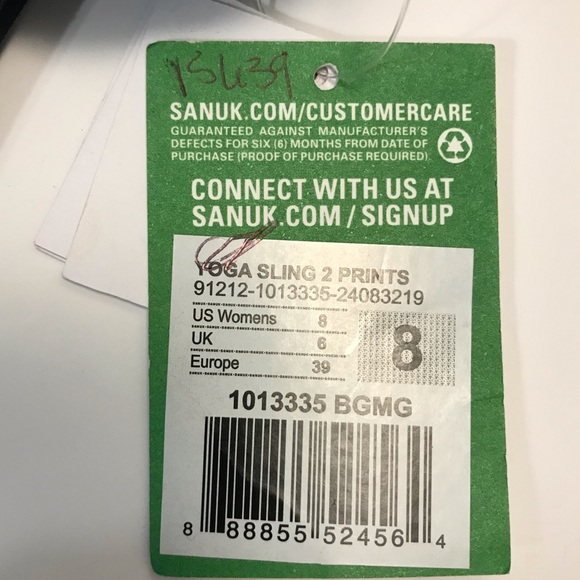 SANUK.COM/CUSTOMERCARE
GUARANTEED AGAINST MANUFACTURER'S
DEFECTS FOR SIX (6) MONTHS FROM DATE OF
PURCHASE (PROOF OF PURCHASE REQUIRED).
CONNECT WITH US AT
SANUK.COM / SIGNUP
YOGA SLING 2 PRINTS
91212-1013335-24083219
US Womens 8
UK 6
Europe 39
8
1013335 BGMG
8 88855 52456 4